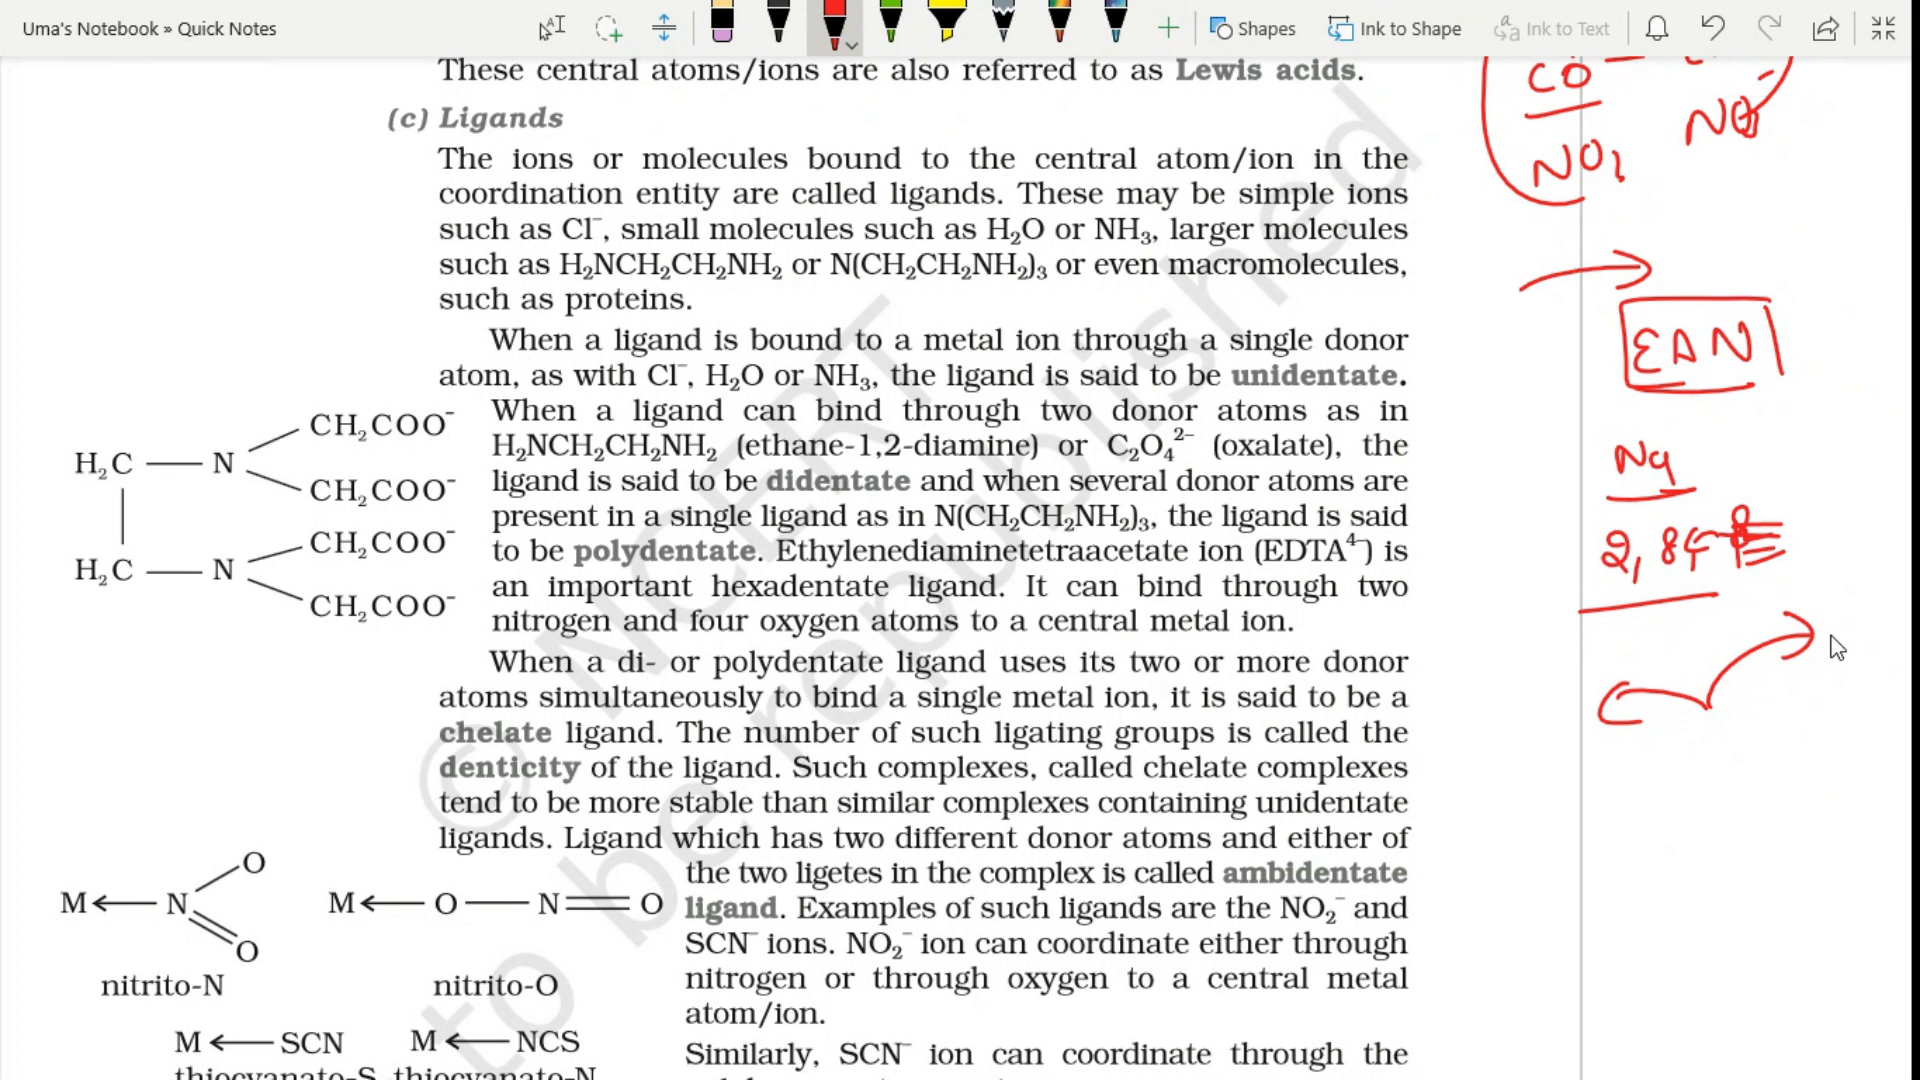 Uma's Notebook » Quick Notes
Shapes
Ink to Shape
Ink to Text
These central atoms/ions are also referred to as Lewis acids.
(c) Ligands
The ions or molecules bound to the central atom/ion in the
coordination entity are called ligands. These may be simple ions
such as Cl⁻, small molecules such as H₂O or NH₃, larger molecules
such as H₂NCH₂CH₂NH₂ or N(CH₂CH₂NH₂)₃ or even macromolecules,
such as proteins.
When a ligand is bound to a metal ion through a single donor
atom, as with Cl⁻, H₂O or NH₃, the ligand is said to be unidentate.
When a ligand can bind through two donor atoms as in
H₂NCH₂CH₂NH₂ (ethane-1,2-diamine) or C₂O₄²⁻ (oxalate), the
ligand is said to be didentate and when several donor atoms are
present in a single ligand as in N(CH₂CH₂NH₂)₃, the ligand is said
to be polydentate. Ethylenediaminetetraacetate ion (EDTA⁴⁻) is
an important hexadentate ligand. It can bind through two
nitrogen and four oxygen atoms to a central metal ion.
When a di- or polydentate ligand uses its two or more donor
atoms simultaneously to bind a single metal ion, it is said to be a
chelate ligand. The number of such ligating groups is called the
denticity of the ligand. Such complexes, called chelate complexes
tend to be more stable than similar complexes containing unidentate
ligands. Ligand which has two different donor atoms and either of
the two ligetes in the complex is called ambidentate
ligand. Examples of such ligands are the NO₂⁻ and
SCN⁻ ions. NO₂⁻ ion can coordinate either through
nitrogen or through oxygen to a central metal
atom/ion.
Similarly, SCN⁻ ion can coordinate through the
CH₂COO⁻
H₂C — N
CH₂COO⁻
CH₂COO⁻
H₂C — N
CH₂COO⁻
O
M ← N
O
nitrito-N
M ← O — N = O
nitrito-O
M ← SCN
thiocyanato-S
M ← NCS
thiocyanato-N
© NCERT
to be republished
CO
NO
EAN
Na
2, 8